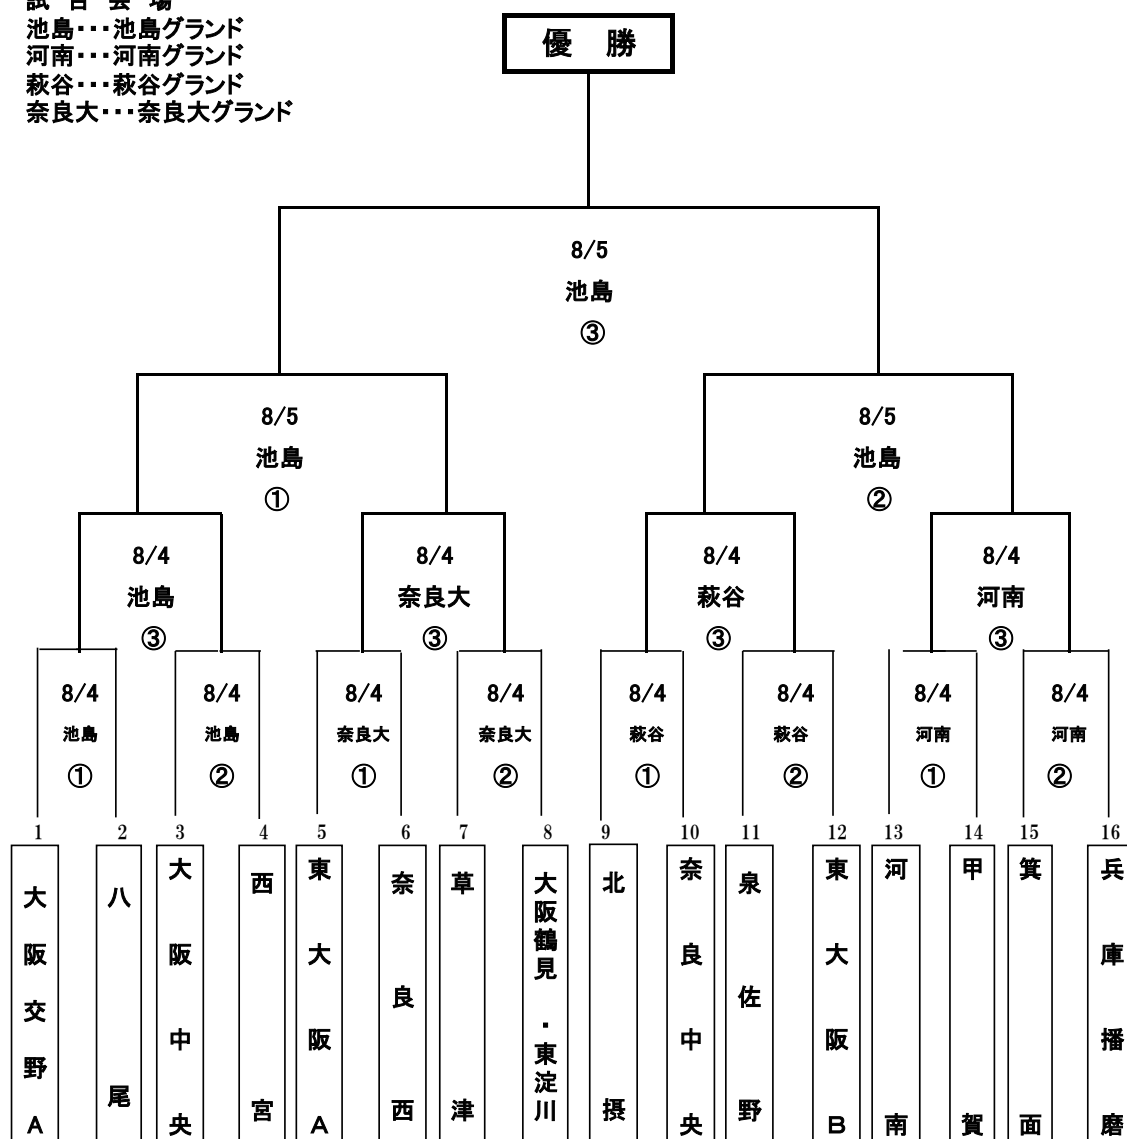 試合会場
池島･･･池島グランド
河南･･･河南グランド
萩谷･･･萩谷グランド
奈良大･･･奈良大グランド
優　勝
8/5
池島
③
8/5
池島
①
8/5
池島
②
8/4
池島
③
8/4
奈良大
③
8/4
萩谷
③
8/4
河南
③
8/4
池島
①
8/4
池島
②
8/4
奈良大
①
8/4
奈良大
②
8/4
萩谷
①
8/4
萩谷
②
8/4
河南
①
8/4
河南
②
1
大阪交野A
2
八尾
3
大阪中央
4
西宮
5
東大阪A
6
奈良西
7
草津
8
大阪鶴見・東淀川
9
北摂
10
奈良中央
11
泉佐野
12
東大阪B
13
河南
14
甲賀
15
箕面
16
兵庫播磨